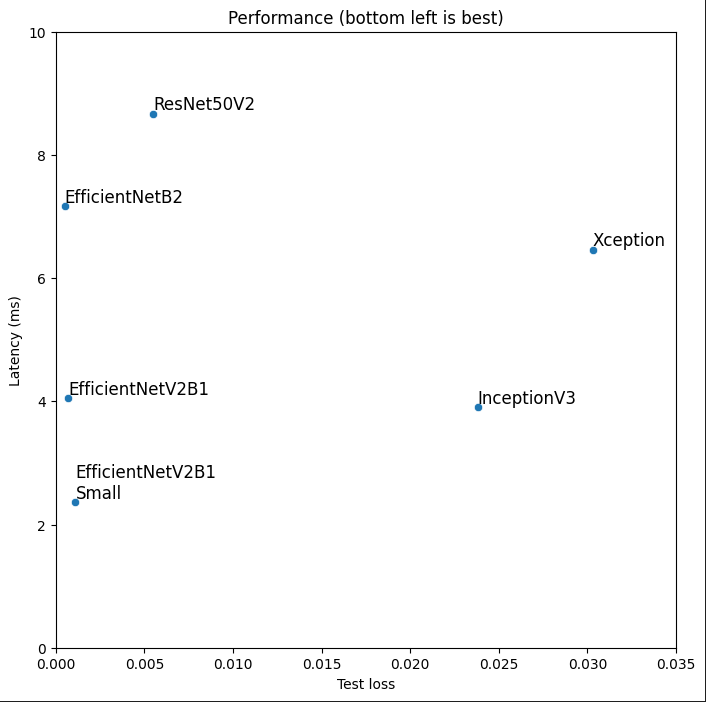 Performance (bottom left is best)
10
ResNet50V2
8
EfficientNetB2
Xception
6
Latency (ms)
EfficientNetV2B1
InceptionV3
4
EfficientNetV2B1
Small
2
0
0.000 0.005 0.010 0.015 0.020 0.025 0.030 0.035
Test loss